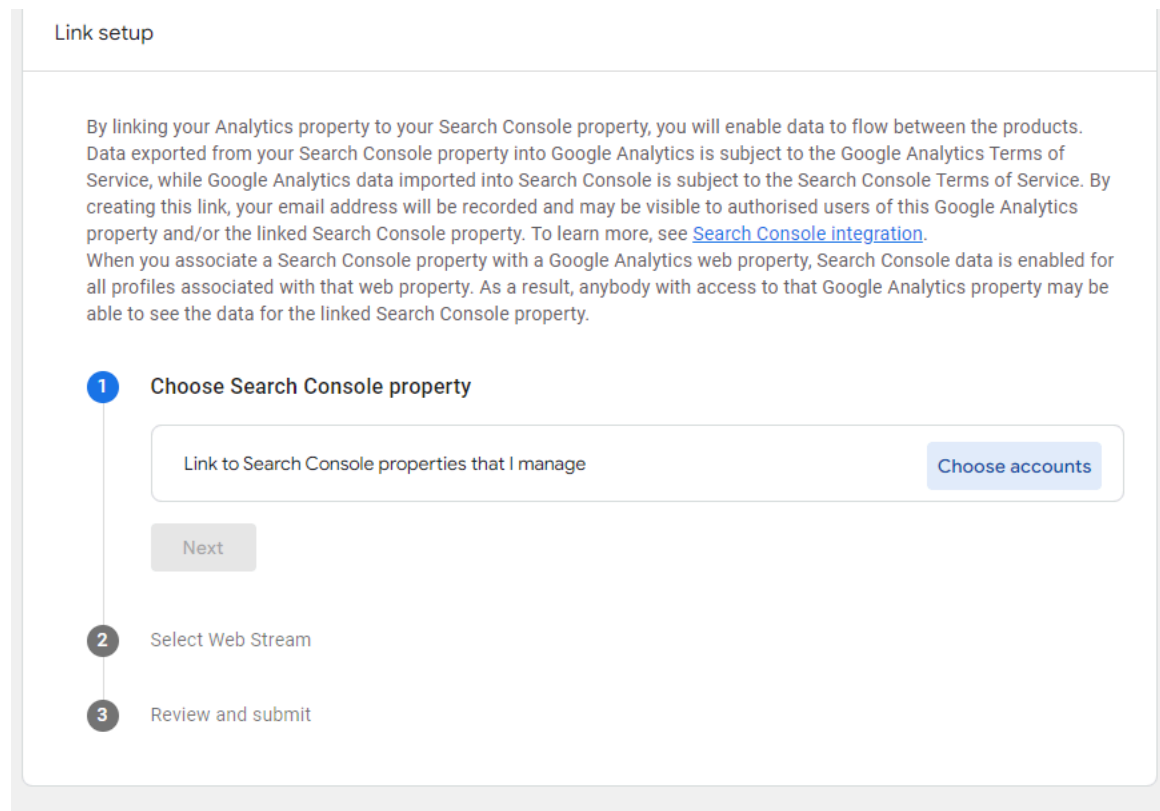 Link setup
By linking your Analytics property to your Search Console property, you will enable data to flow between the products.
Data exported from your Search Console property into Google Analytics is subject to the Google Analytics Terms of
Service, while Google Analytics data imported into Search Console is subject to the Search Console Terms of Service. By
creating this link, your email address will be recorded and may be visible to authorised users of this Google Analytics
property and/or the linked Search Console property. To learn more, see Search Console integration.
When you associate a Search Console property with a Google Analytics web property, Search Console data is enabled for
all profiles associated with that web property. As a result, anybody with access to that Google Analytics property may be
able to see the data for the linked Search Console property.
1 Choose Search Console property
Link to Search Console properties that I manage Choose accounts
Next
2 Select Web Stream
3 Review and submit